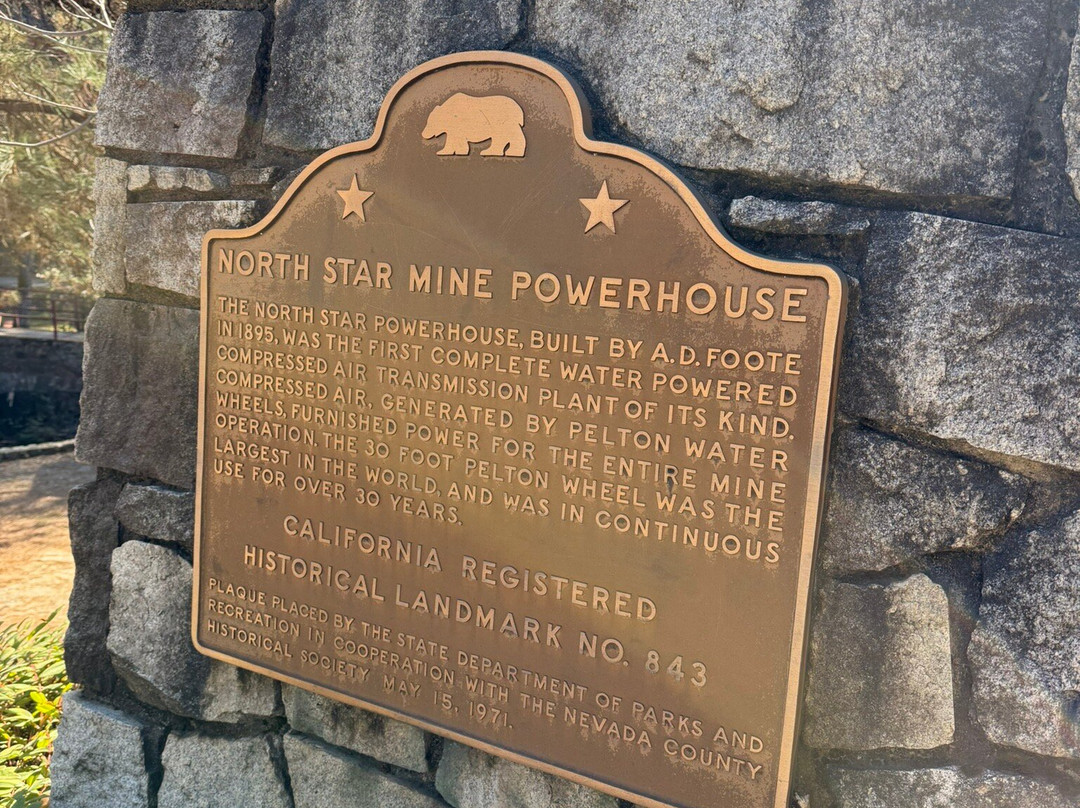 NORTH STAR MINE POWERHOUSE
THE NORTH STAR POWERHOUSE, BUILT BY A.D. FOOTE
IN 1895, WAS THE FIRST COMPLETE WATER POWERED
COMPRESSED AIR TRANSMISSION PLANT OF ITS KIND.
COMPRESSED AIR, GENERATED BY PELTON WATER
WHEELS, FURNISHED POWER FOR THE ENTIRE MINE
OPERATION. THE 30 FOOT PELTON WHEEL WAS THE
LARGEST IN THE WORLD, AND WAS IN CONTINUOUS
USE FOR OVER 30 YEARS.
CALIFORNIA REGISTERED
HISTORICAL LANDMARK NO. 843
PLAQUE PLACED BY THE STATE DEPARTMENT OF PARKS AND
RECREATION IN COOPERATION WITH THE NEVADA COUNTY
HISTORICAL SOCIETY MAY 15, 1971.